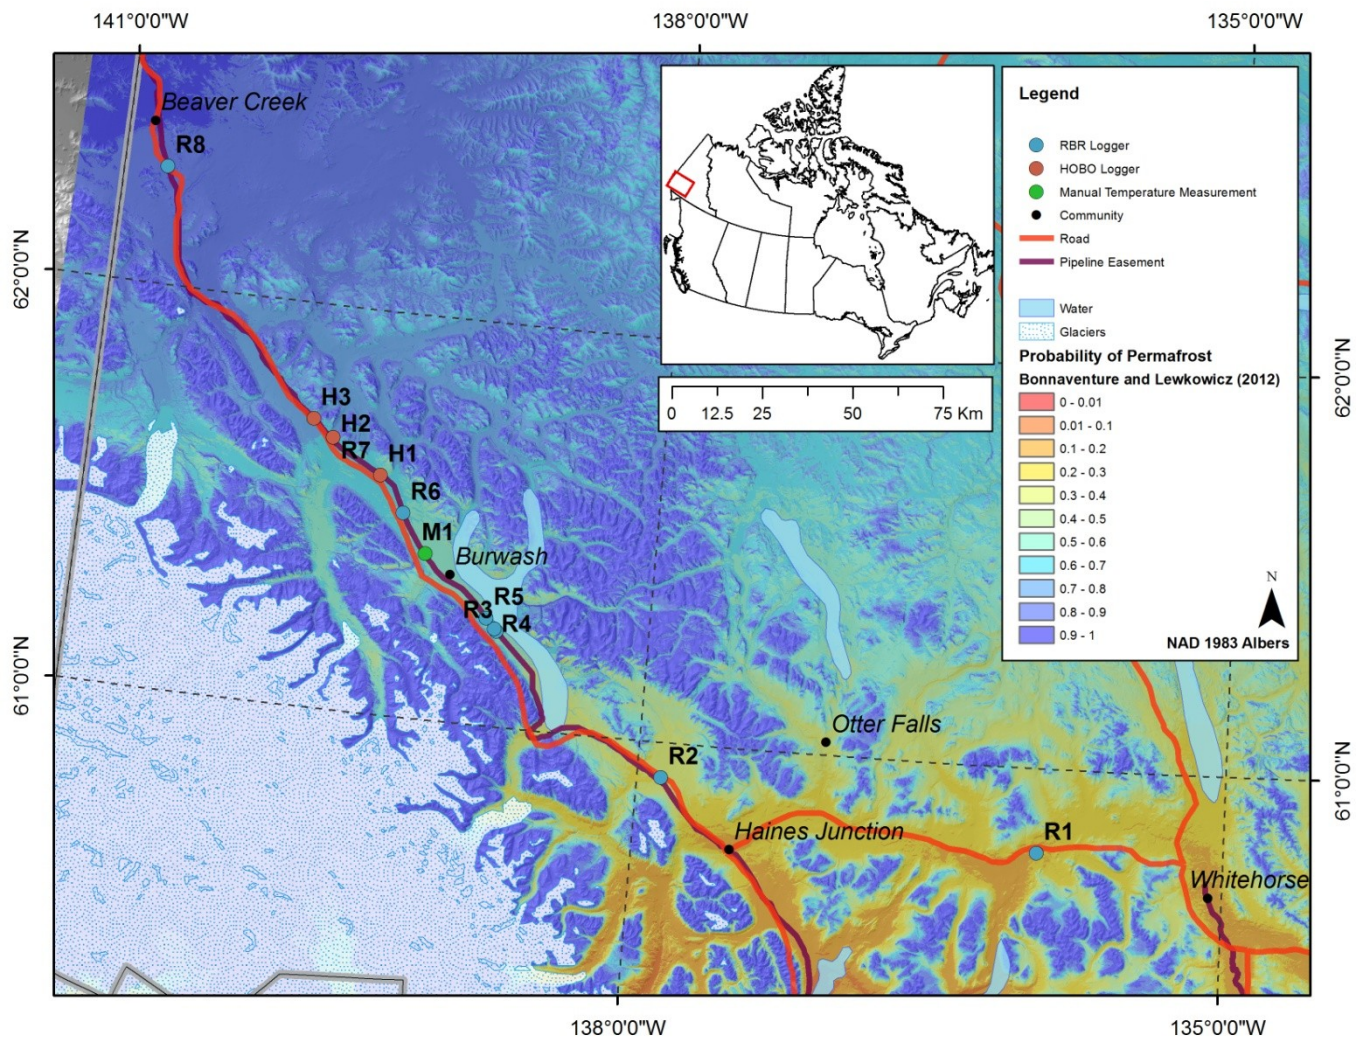 141°0'0"W
138°0'0"W
135°0'0"W
Beaver Creek
R8
62°0'0"N
H3
H2
R7
H1
R6
M1
Burwash
R5
R3
R4
61°0'0"N
Otter Falls
R2
Haines Junction
R1
Whitehorse
0 12.5 25 50 75 Km
Legend
RBR Logger
HOBO Logger
Manual Temperature Measurement
Community
Road
Pipeline Easement
Water
Glaciers
Probability of Permafrost
Bonnaventure and Lewkowicz (2012)
0 - 0.01
0.01 - 0.1
0.1 - 0.2
0.2 - 0.3
0.3 - 0.4
0.4 - 0.5
0.5 - 0.6
0.6 - 0.7
0.7 - 0.8
0.8 - 0.9
0.9 - 1
N
NAD 1983 Albers
62°0'0"N
61°0'0"N
138°0'0"W
135°0'0"W